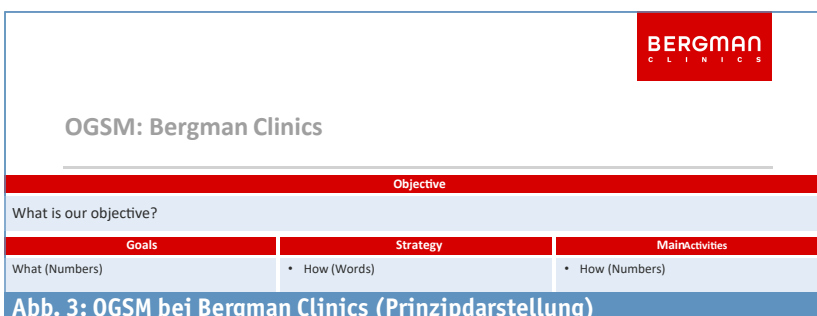 BERGMAN
CLINICS
OGSM: Bergman Clinics
Objective
What is our objective?
Goals Strategy MainActivities
What (Numbers) • How (Words) • How (Numbers)
Abb. 3: OGSM bei Bergman Clinics (Prinzipdarstellung)